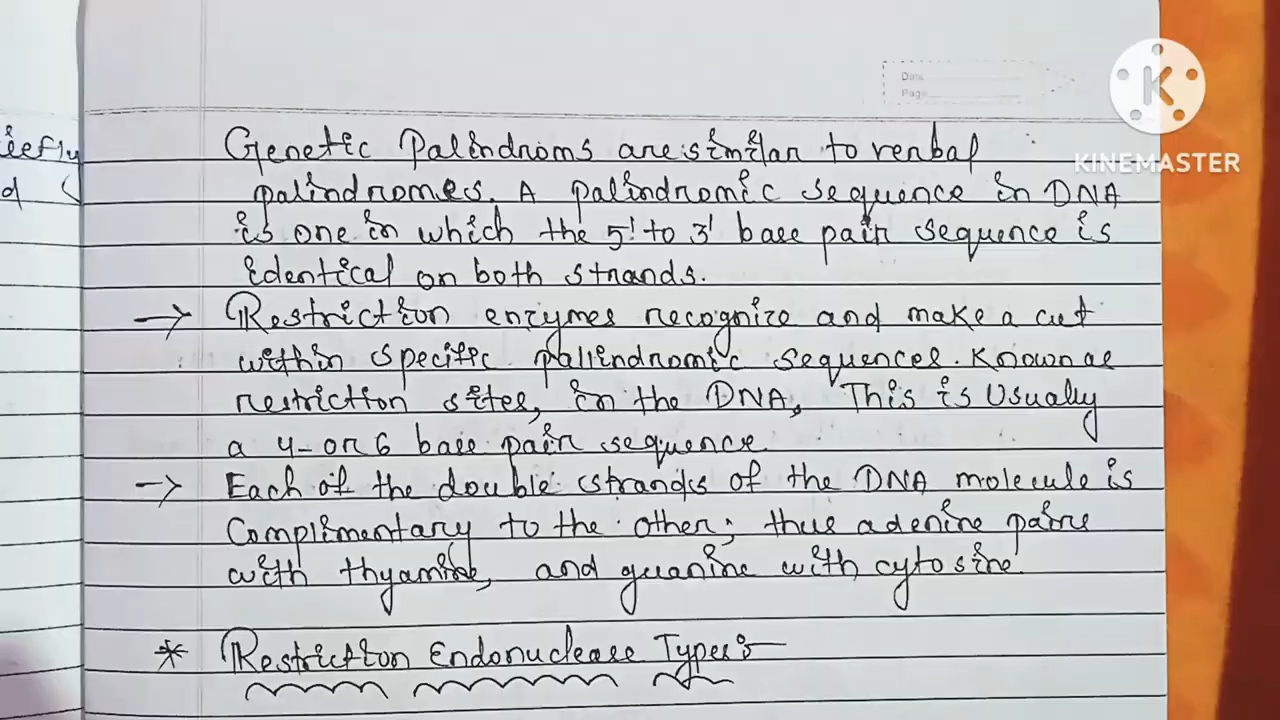 Date
Page
K
KINEMASTER
iefly
d
Genetic Palindroms are similar to verbal
palindromes. A palindromic sequence in DNA
is one in which the 5' to 3' base pair sequence is
identical on both strands.
→ Restriction enzymes recognize and make a cut
within specific palindromic sequences. Known as
restriction sites, in the DNA, This is Usually
a 4- or 6 base pair sequence.
→ Each of the double strands of the DNA molecule is
Complimentary to the other; thus adenine pairs
with thyamine, and guanine with cytosine
* Restriction Endonuclease Types:-